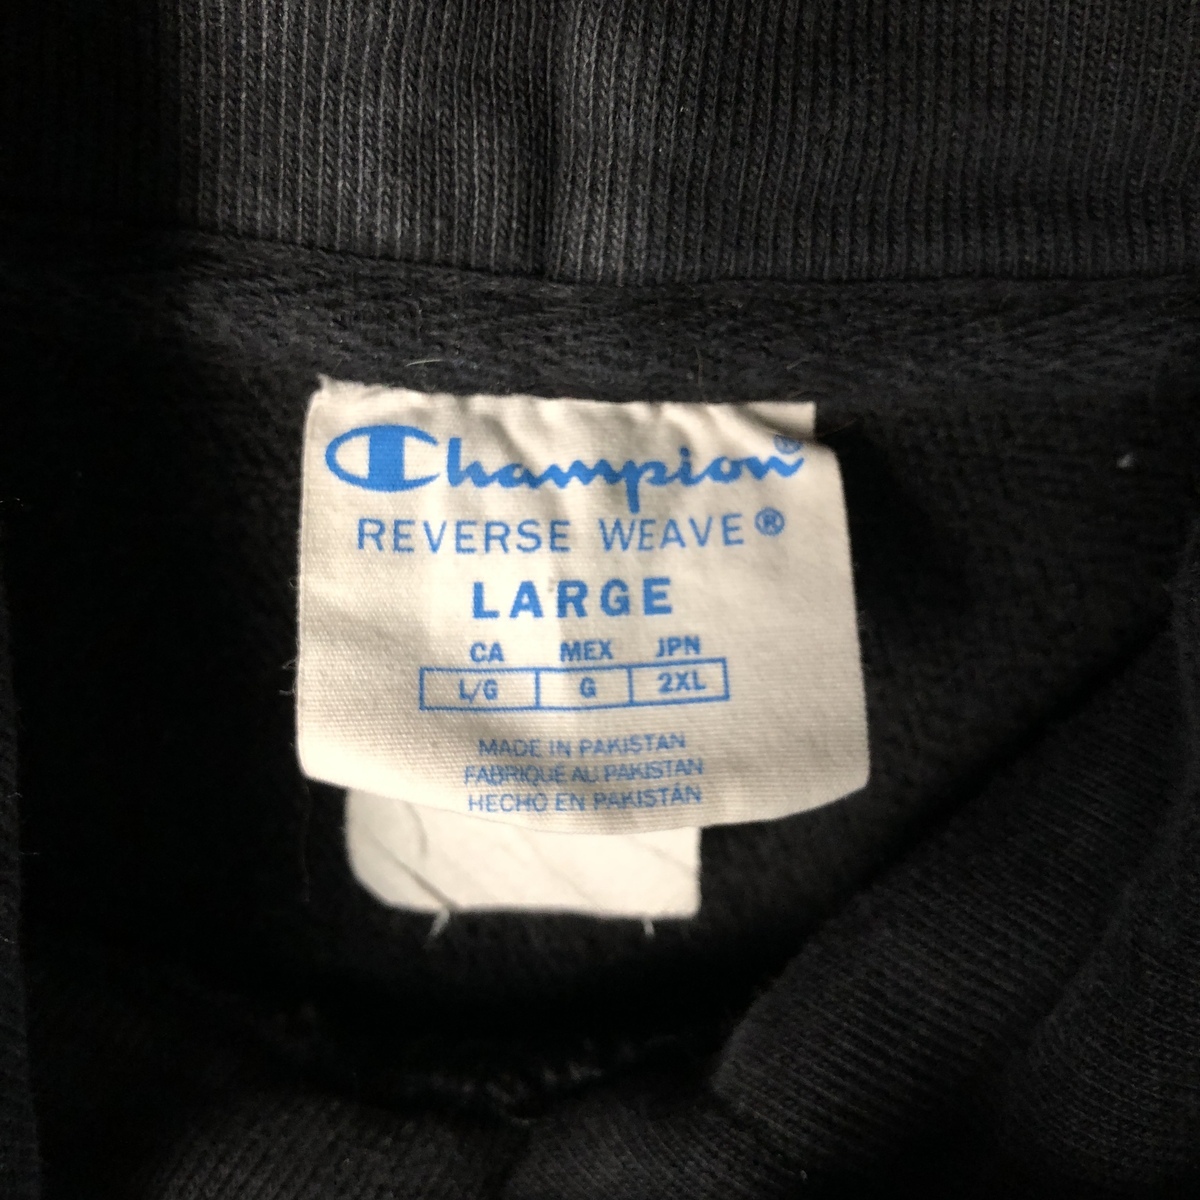 Champion®
REVERSE WEAVE®
LARGE
CA MEX JPN
L/G G 2XL
MADE IN PAKISTAN
FABRIQUÉ AU PAKISTAN
HECHO EN PAKISTÁN